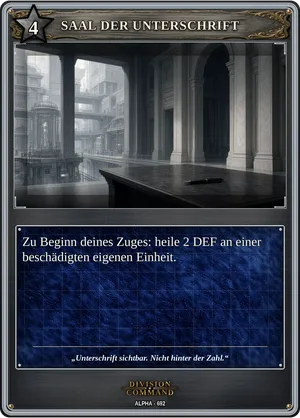 4
SAAL DER UNTERSCHRIFT
Zu Beginn deines Zuges: heile 2 DEF an einer
beschädigten eigenen Einheit.
„Unterschrift sichtbar. Nicht hinter der Zahl.“
DIVISION
COMMAND
ALPHA - 692